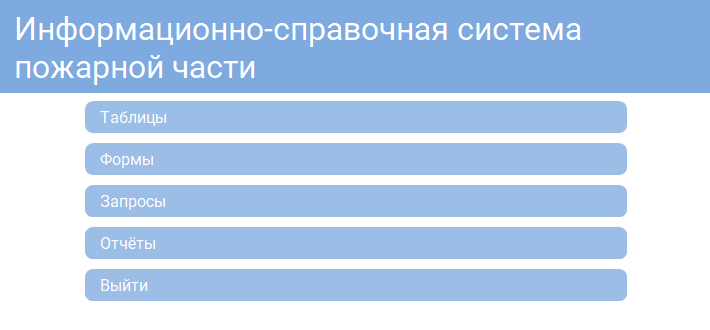 Информационно-справочная система
пожарной части
Таблицы
Формы
Запросы
Отчёты
Выйти